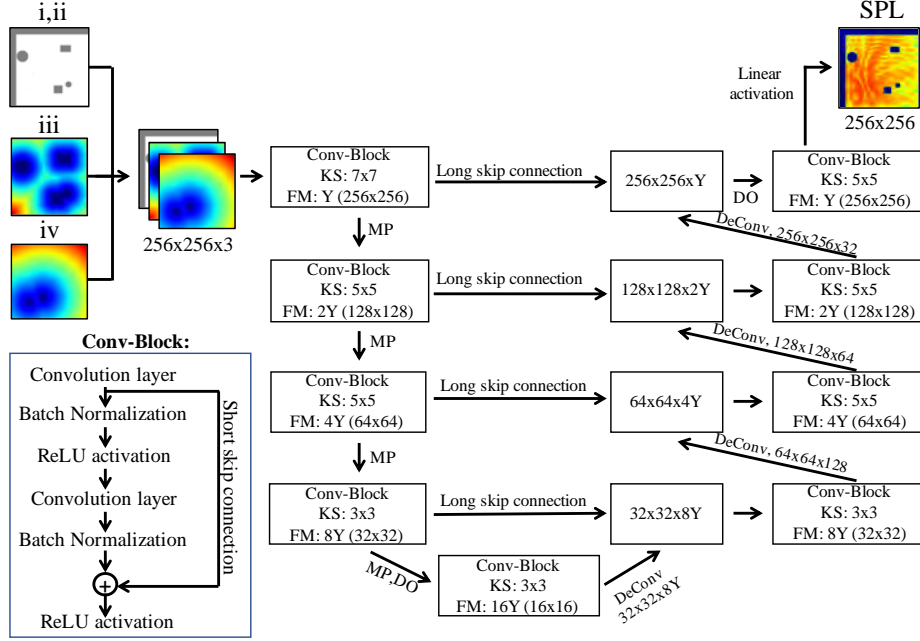 i,ii
iii
iv
256x256x3
Conv-Block
KS: 7x7
FM: Y (256x256)
MP
Conv-Block
KS: 5x5
FM: 2Y (128x128)
MP
Conv-Block
KS: 5x5
FM: 4Y (64x64)
MP
Conv-Block
KS: 3x3
FM: 8Y (32x32)
MP,DO
Conv-Block
KS: 3x3
FM: 16Y (16x16)
DeConv
32x32x8Y
Long skip connection
256x256xY
DO
Long skip connection
128x128x2Y
Long skip connection
64x64x4Y
Long skip connection
32x32x8Y
Conv-Block
KS: 3x3
FM: 8Y (32x32)
DeConv, 64x64x128
Conv-Block
KS: 5x5
FM: 4Y (64x64)
DeConv, 128x128x64
Conv-Block
KS: 5x5
FM: 2Y (128x128)
DeConv, 256x256x32
Conv-Block
KS: 5x5
FM: Y (256x256)
Linear
activation
SPL
256x256
Conv-Block:
Convolution layer
Batch Normalization
ReLU activation
Convolution layer
Batch Normalization
+
ReLU activation
Short skip connection